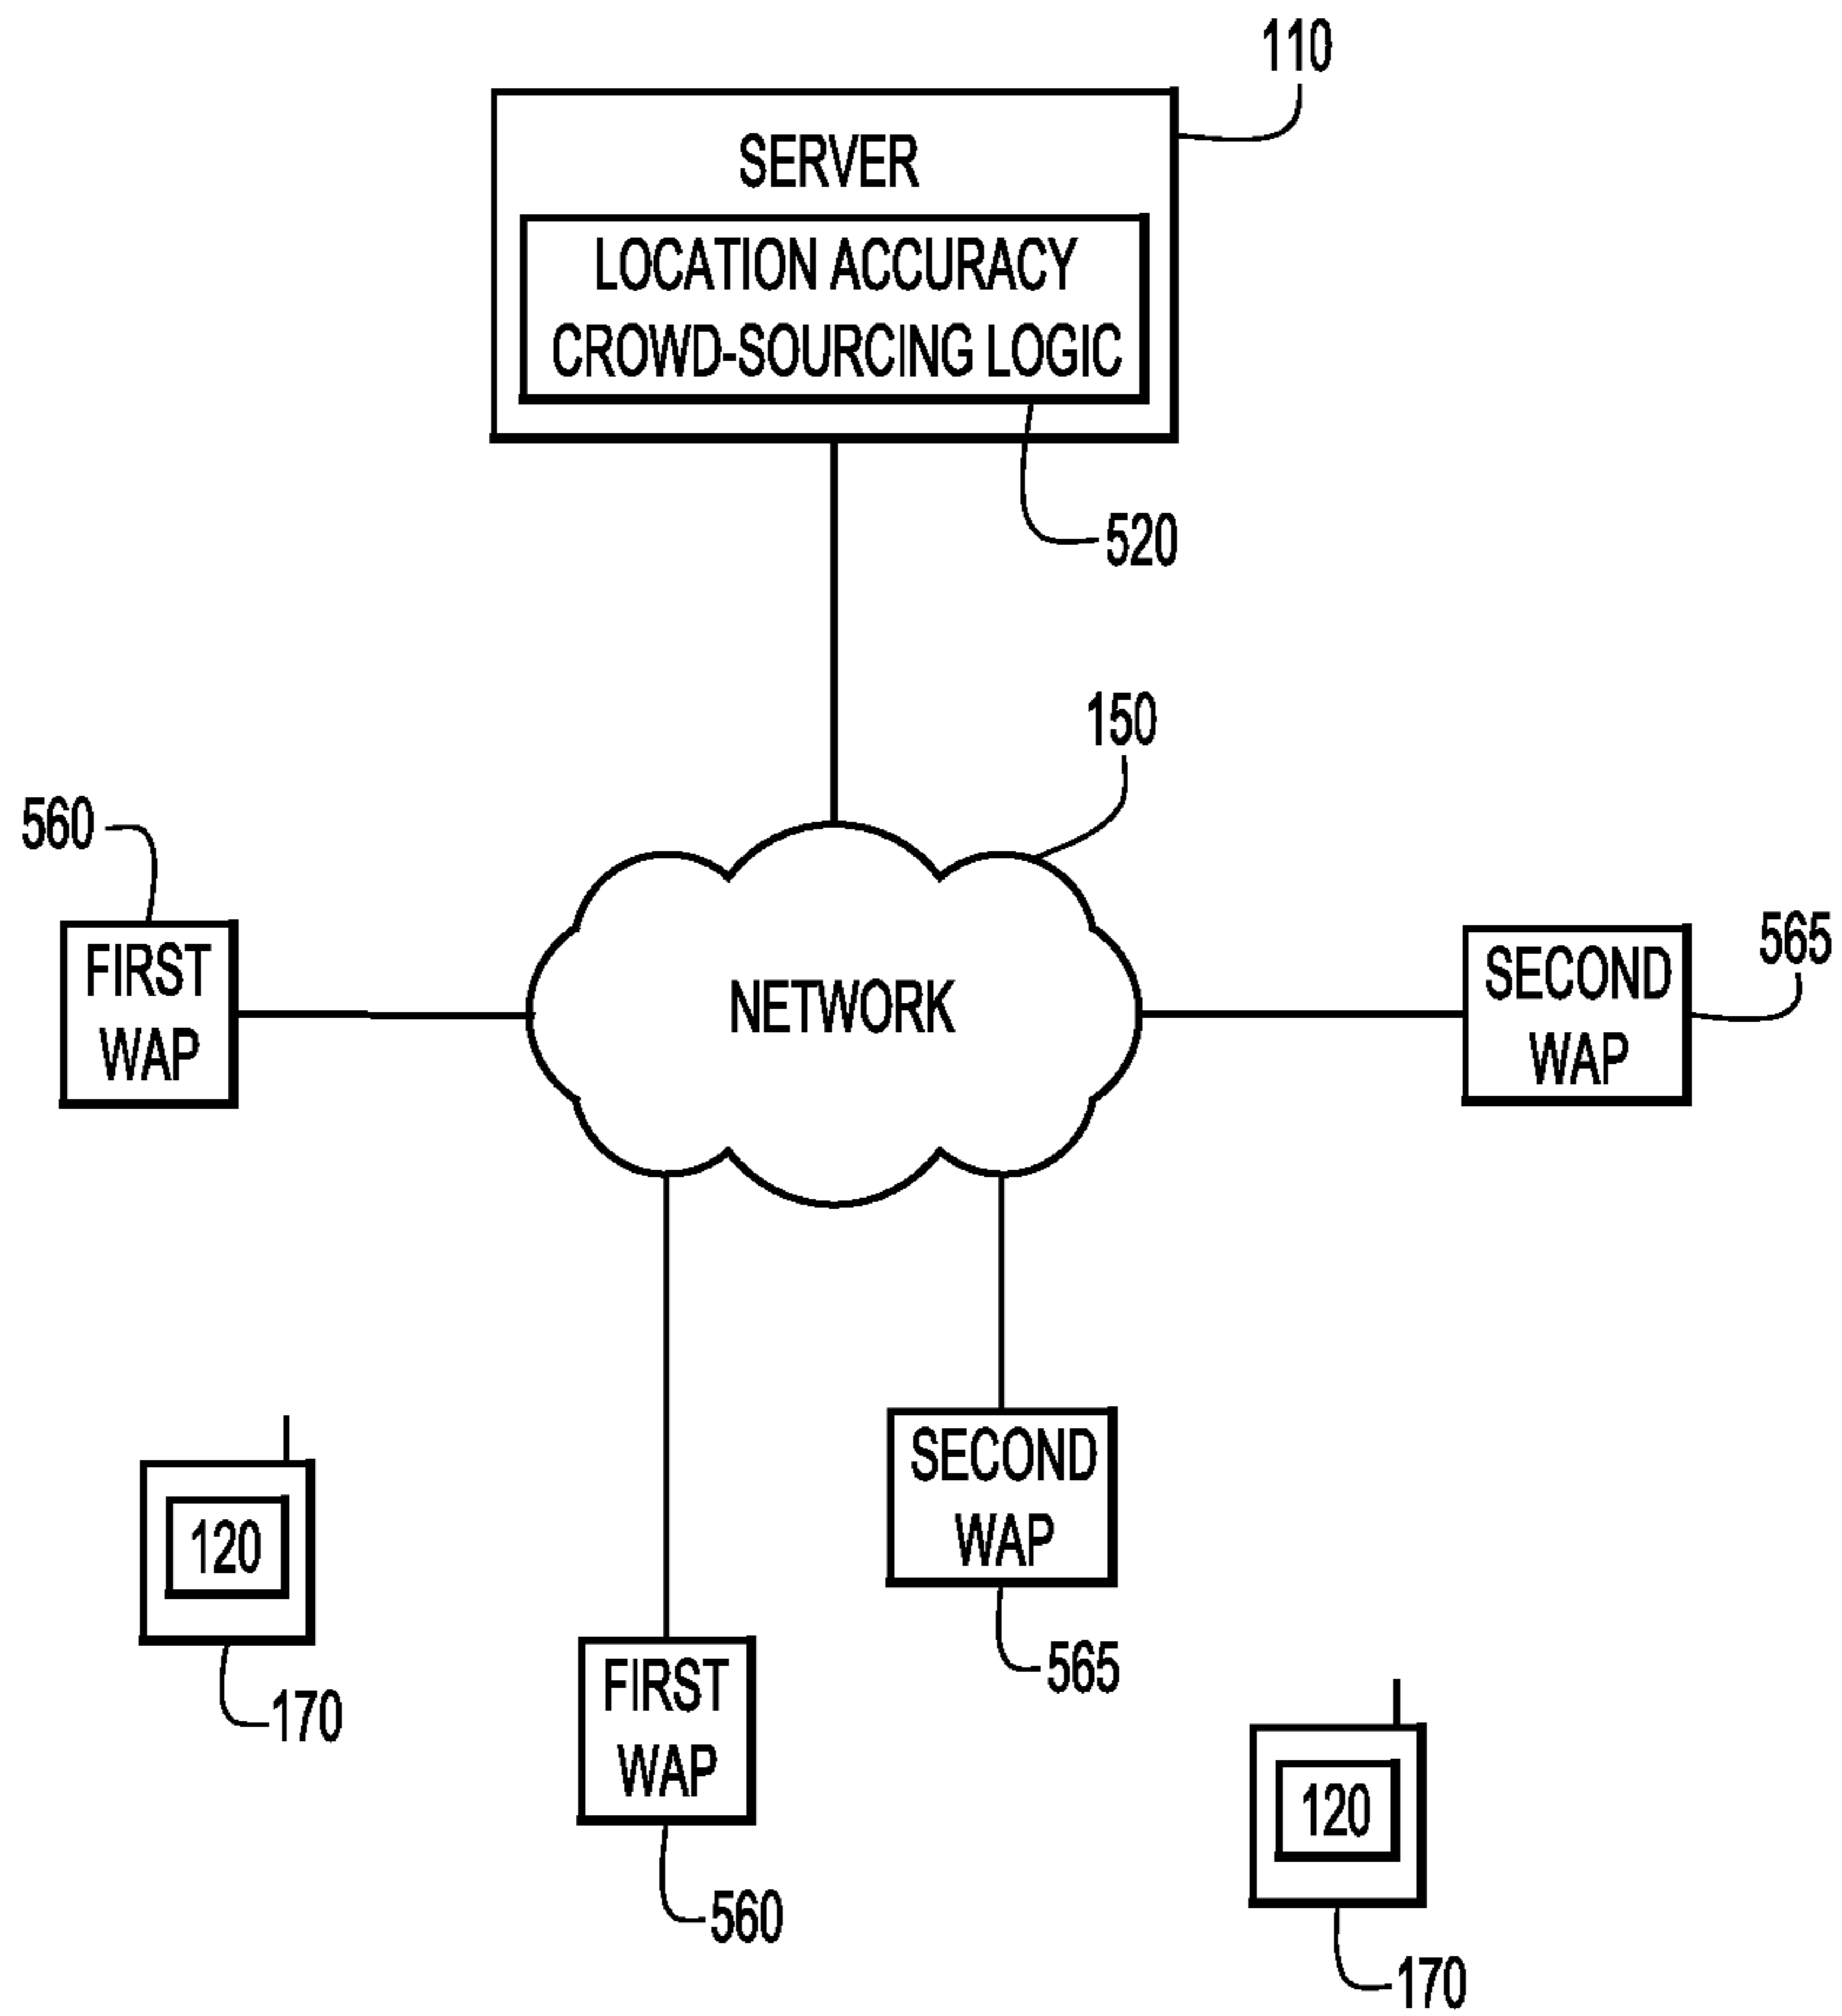 110
SERVER
LOCATION ACCURACY
CROWD-SOURCING LOGIC
520
150
560
FIRST
WAP
NETWORK
SECOND
WAP
565
120
170
SECOND
WAP
565
FIRST
WAP
560
120
170